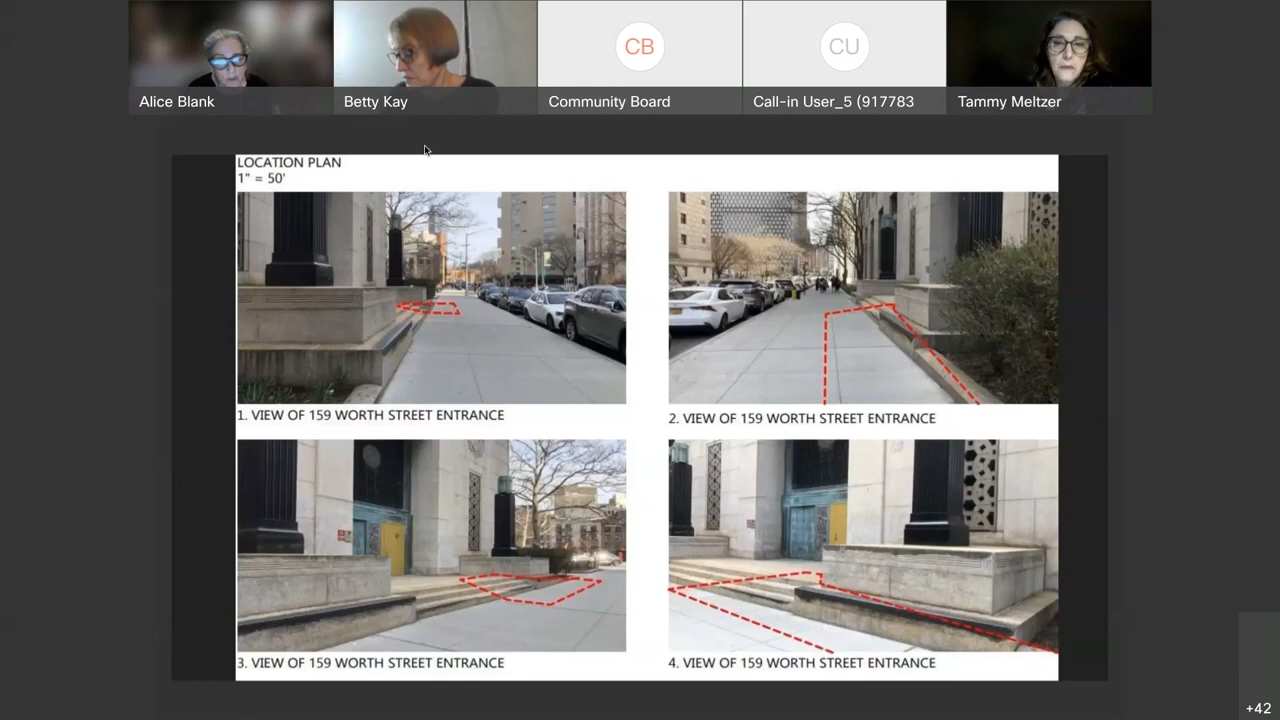 CB
CU
Alice Blank
Betty Kay
Community Board
Call-in User_5 (917783
Tammy Meltzer
LOCATION PLAN
1" = 50'
1. VIEW OF 159 WORTH STREET ENTRANCE
2. VIEW OF 159 WORTH STREET ENTRANCE
3. VIEW OF 159 WORTH STREET ENTRANCE
4. VIEW OF 159 WORTH STREET ENTRANCE
+42